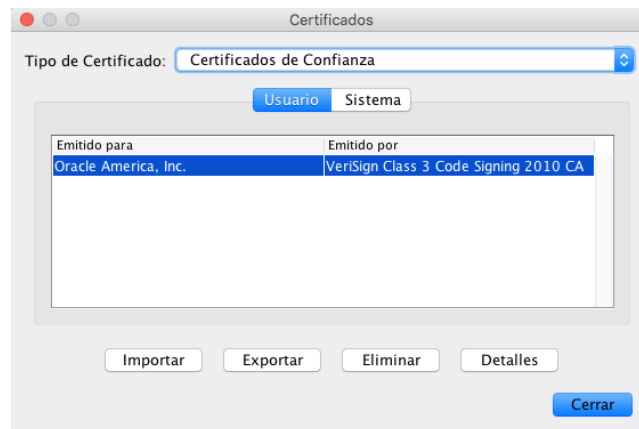 Certificados
Tipo de Certificado: Certificados de Confianza
Usuario Sistema
Emitido para Emitido por
Oracle America, Inc. VeriSign Class 3 Code Signing 2010 CA
Importar Exportar Eliminar Detalles
Cerrar